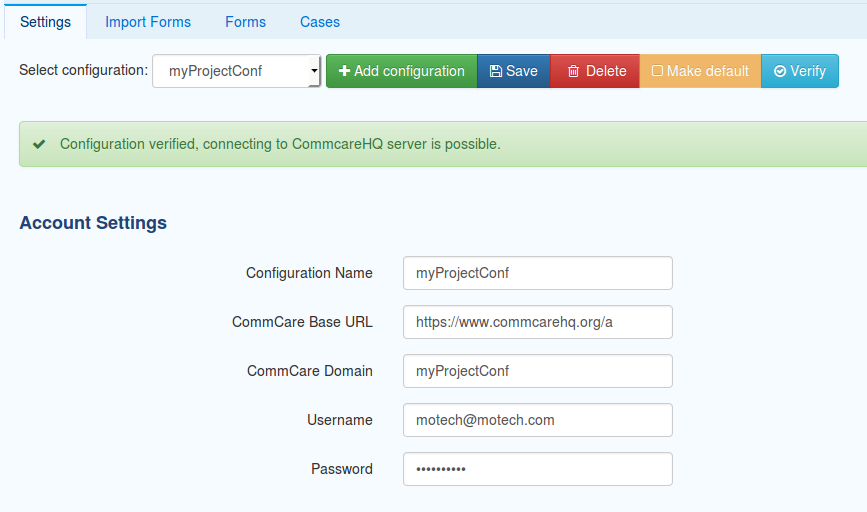 Settings Import Forms Forms Cases
Select configuration: myProjectConf Add configuration Save Delete Make default Verify
Configuration verified, connecting to CommcareHQ server is possible.
Account Settings
Configuration Name myProjectConf
CommCare Base URL https://www.commcarehq.org/a
CommCare Domain myProjectConf
Username motech@motech.com
Password ••••••••••